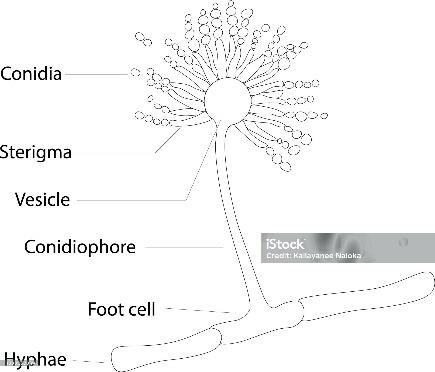 Conidia
Sterigma
Vesicle
Conidiophore
iStock
Credit: Kallayanee Naloka
Foot cell
Hyphae